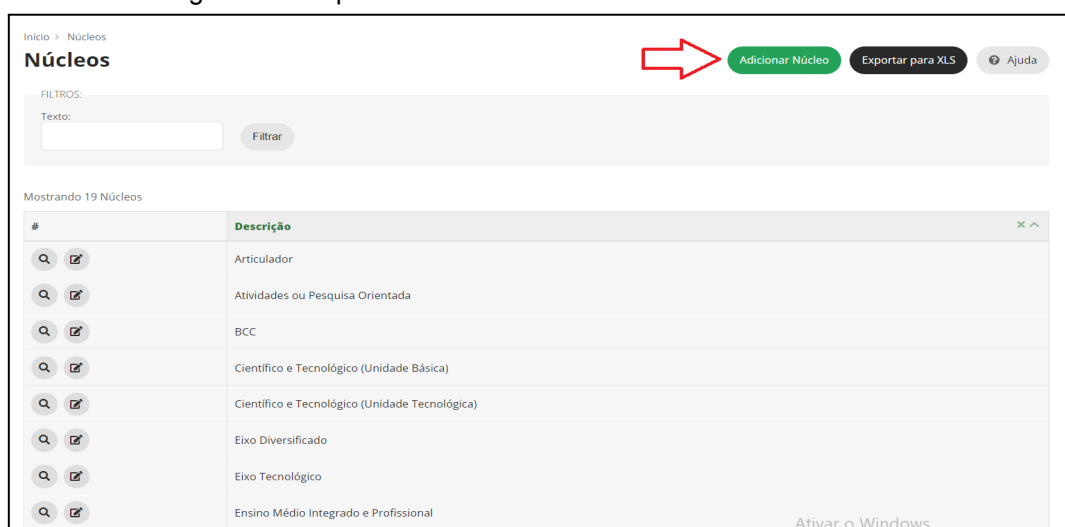 Início > Núcleos
Núcleos
Adicionar Núcleo
Exportar para XLS
Ajuda
FILTROS:
Texto:
Filtrar
Mostrando 19 Núcleos
# Descrição
Articulador
Atividades ou Pesquisa Orientada
BCC
Científico e Tecnológico (Unidade Básica)
Científico e Tecnológico (Unidade Tecnológica)
Eixo Diversificado
Eixo Tecnológico
Ensino Médio Integrado e Profissional
Ativar o Windows